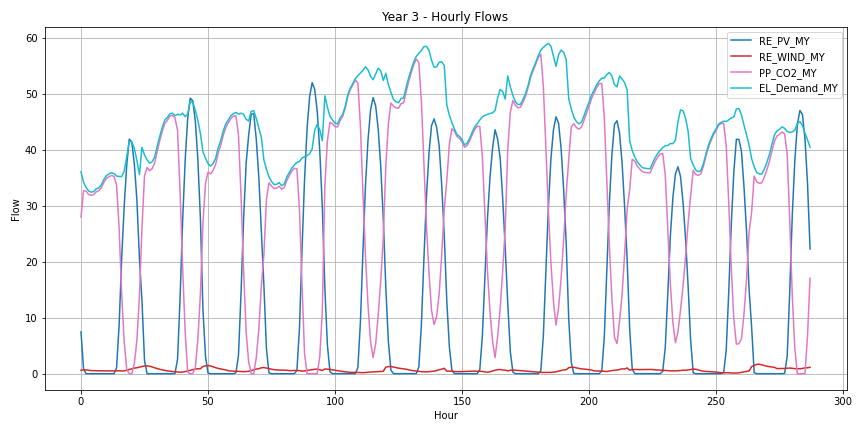 Year 3 - Hourly Flows
RE_PV_MY
RE_WIND_MY
PP_CO2_MY
EL_Demand_MY
Flow
60
50
40
30
20
10
0
0 50 100 150 200 250 300
Hour